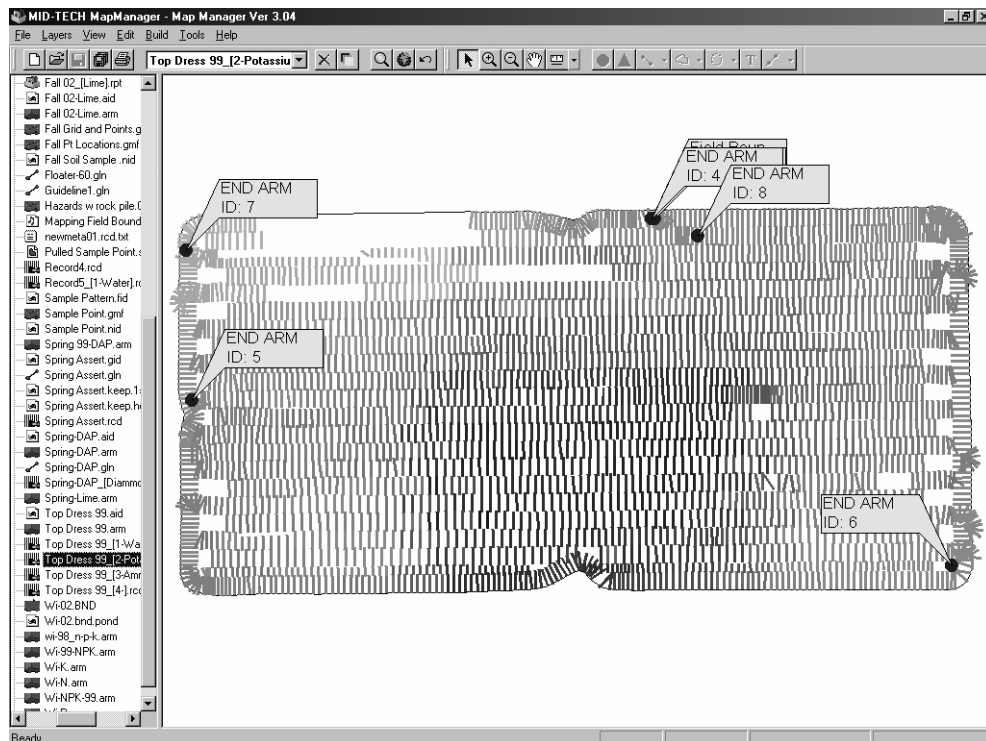 MID-TECH MapManager - Map Manager Ver 3.04
File Layers View Edit Build Tools Help
Top Dress 99_[2-Potassiu
Fall 02_[Lime].rpt
Fall 02-Lime.aid
Fall 02-Lime.arm
Fall Grid and Points.g
Fall Pt Locations.gmf
Fall Soil Sample .nid
Floater-60.gln
Guideline1.gln
Hazards w rock pile.
Mapping Field Bound
newmeta01.rcd.txt
Pulled Sample Point.s
Record4.rcd
Record5_[1-Water].r
Sample Pattern.fid
Sample Point.gmf
Sample Point.nid
Spring 99-DAP.arm
Spring Assert.gid
Spring Assert.gln
Spring Assert.keep.1
Spring Assert.keep.h
Spring Assert.rcd
Spring-DAP.aid
Spring-DAP.arm
Spring-DAP.gln
Spring-DAP_[Diammo
Spring-Lime.arm
Top Dress 99.aid
Top Dress 99.arm
Top Dress 99_[1-Wa
Top Dress 99_[2-Pot
Top Dress 99_[3-Am
Top Dress 99_[4-].rc
Wi-02.BND
Wi-02.bnd.pond
wi-98_n-p-k.arm
Wi-99-NPK.arm
Wi-K.arm
Wi-N.arm
Wi-NPK-99.arm
Field Boun
END ARM
ID: 4
END ARM
ID: 8
END ARM
ID: 7
END ARM
ID: 5
END ARM
ID: 6
Ready